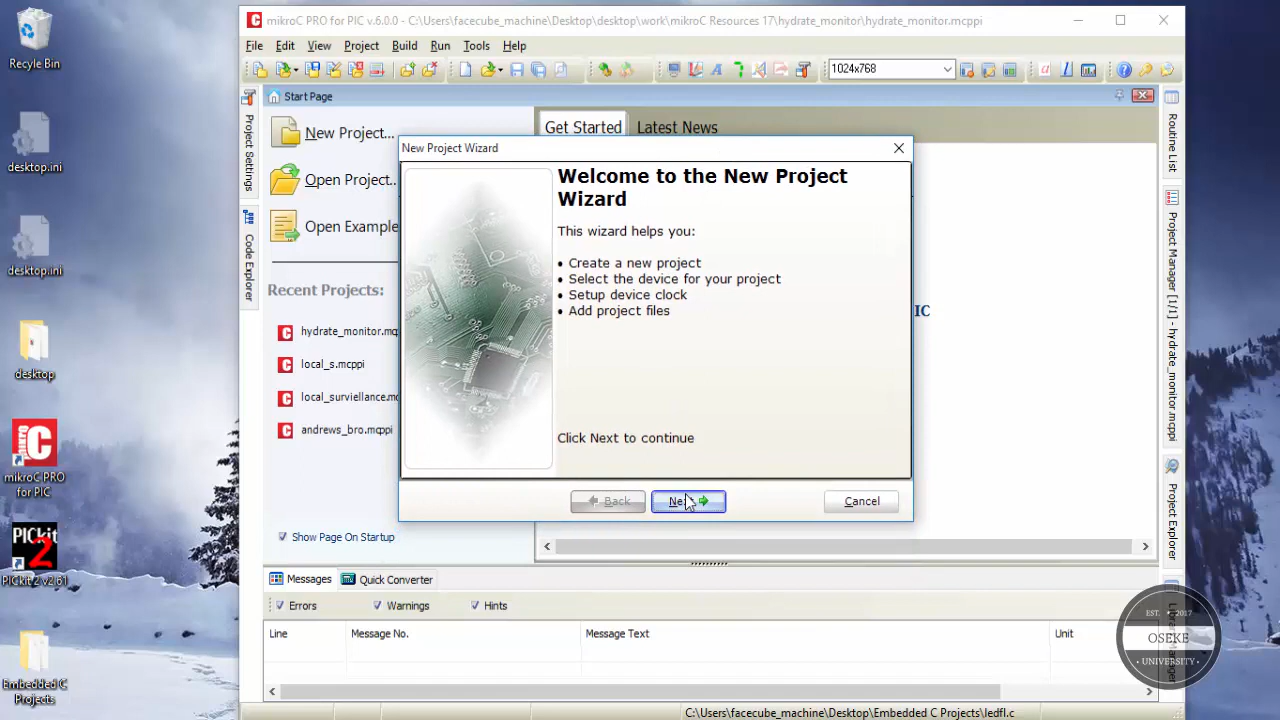 Recycle Bin
desktop.ini
desktop.ini
desktop
mikroC PRO
for PIC
PICkit 2 v2.61
Embedded C
Projects
mikroC PRO for PIC v.6.0.0 - C:\Users\facecube_machine\Desktop\desktop\work\mikroC Resources 17\hydrate_monitor\hydrate_monitor.mcppi
File Edit View Project Build Run Tools Help
1024x768
Start Page
Project Settings
Code Explorer
New Project...
Open Project...
Open Example
Recent Projects:
hydrate_monitor.mc
local_s.mcppi
local_surviellance.mc
andrews_bro.mcppi
Show Page On Startup
Get Started Latest News
IC
New Project Wizard
Welcome to the New Project
Wizard
This wizard helps you:
• Create a new project
• Select the device for your project
• Setup device clock
• Add project files
Click Next to continue
Back
Next
Cancel
Routine List
Project Manager [1/1] - hydrate_monitor.mcppi
Project Explorer
Messages Quick Converter
Errors Warnings Hints
Line Message No. Message Text Unit
C:\Users\facecube_machine\Desktop\Embedded C Projects\ledfl.c
EST. • 2017
OSEKE
• UNIVERSITY •